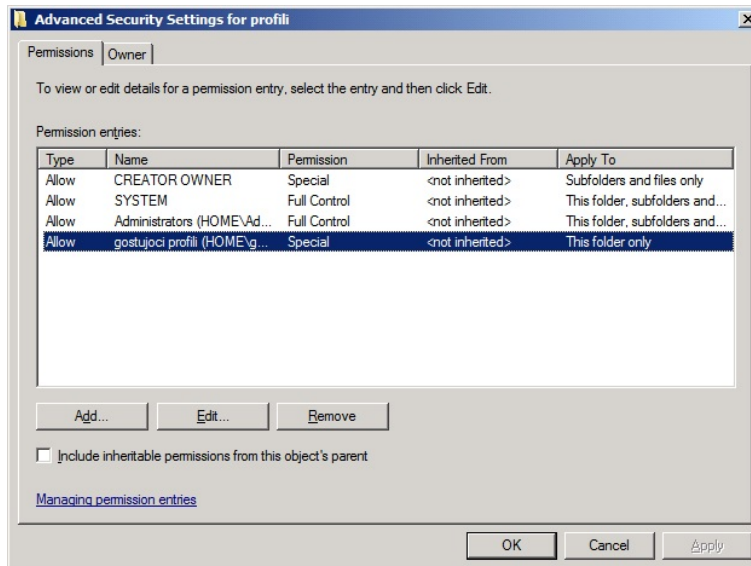 Advanced Security Settings for profili
Permissions Owner
To view or edit details for a permission entry, select the entry and then click Edit.
Permission entries:
Type Name Permission Inherited From Apply To
Allow CREATOR OWNER Special <not inherited> Subfolders and files only
Allow SYSTEM Full Control <not inherited> This folder, subfolders and...
Allow Administrators (HOME\Ad... Full Control <not inherited> This folder, subfolders and...
Allow gostujoci profili (HOME\g... Special <not inherited> This folder only
Add... Edit... Remove
Include inheritable permissions from this object's parent
Managing permission entries
OK Cancel Apply